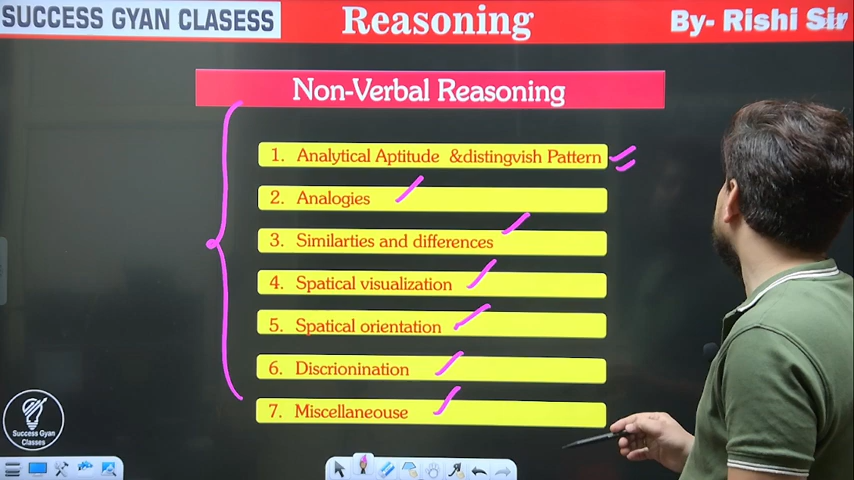 SUCCESS GYAN CLASESS
Reasoning
By- Rishi Sir
Non-Verbal Reasoning
1. Analytical Aptitude &distingvish Pattern
2. Analogies
3. Similarties and differences
4. Spatical visualization
5. Spatical orientation
6. Discrionination
7. Miscellaneouse
Success Gyan
Classes